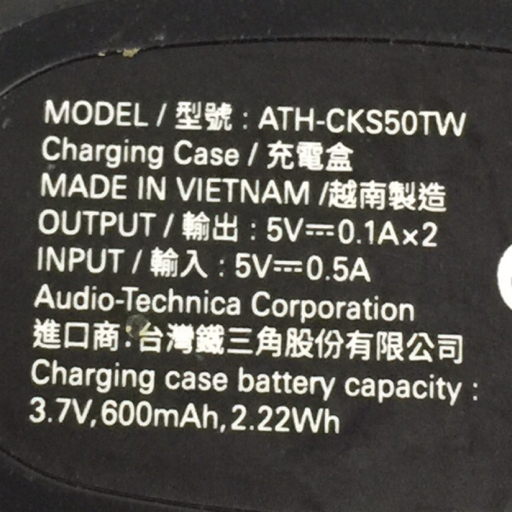 MODEL / 型號 : ATH-CKS50TW
Charging Case / 充電盒
MADE IN VIETNAM /越南製造
OUTPUT / 輸出 : 5V⎓0.1A×2
INPUT / 輸入 : 5V⎓0.5A
Audio-Technica Corporation
進口商:台灣鐵三角股份有限公司
Charging case battery capacity :
3.7V,600mAh,2.22Wh